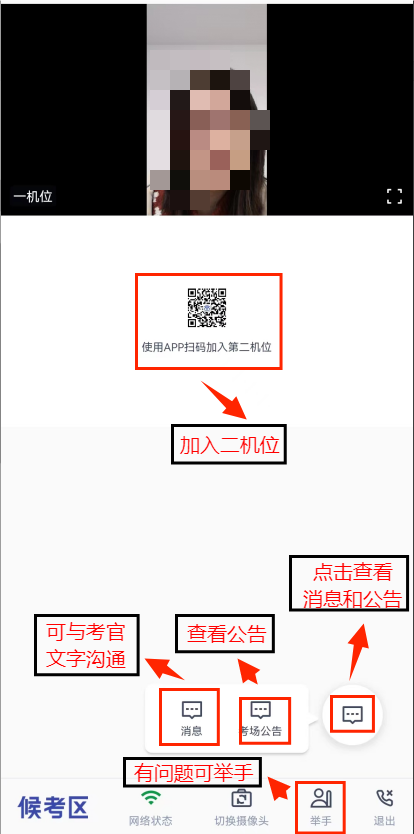 一机位
使用APP扫码加入第二机位
加入二机位
点击查看
消息和公告
可与考官
文字沟通
查看公告
消息
考场公告
有问题可举手
候考区
网络状态
切换摄像头
举手
退出